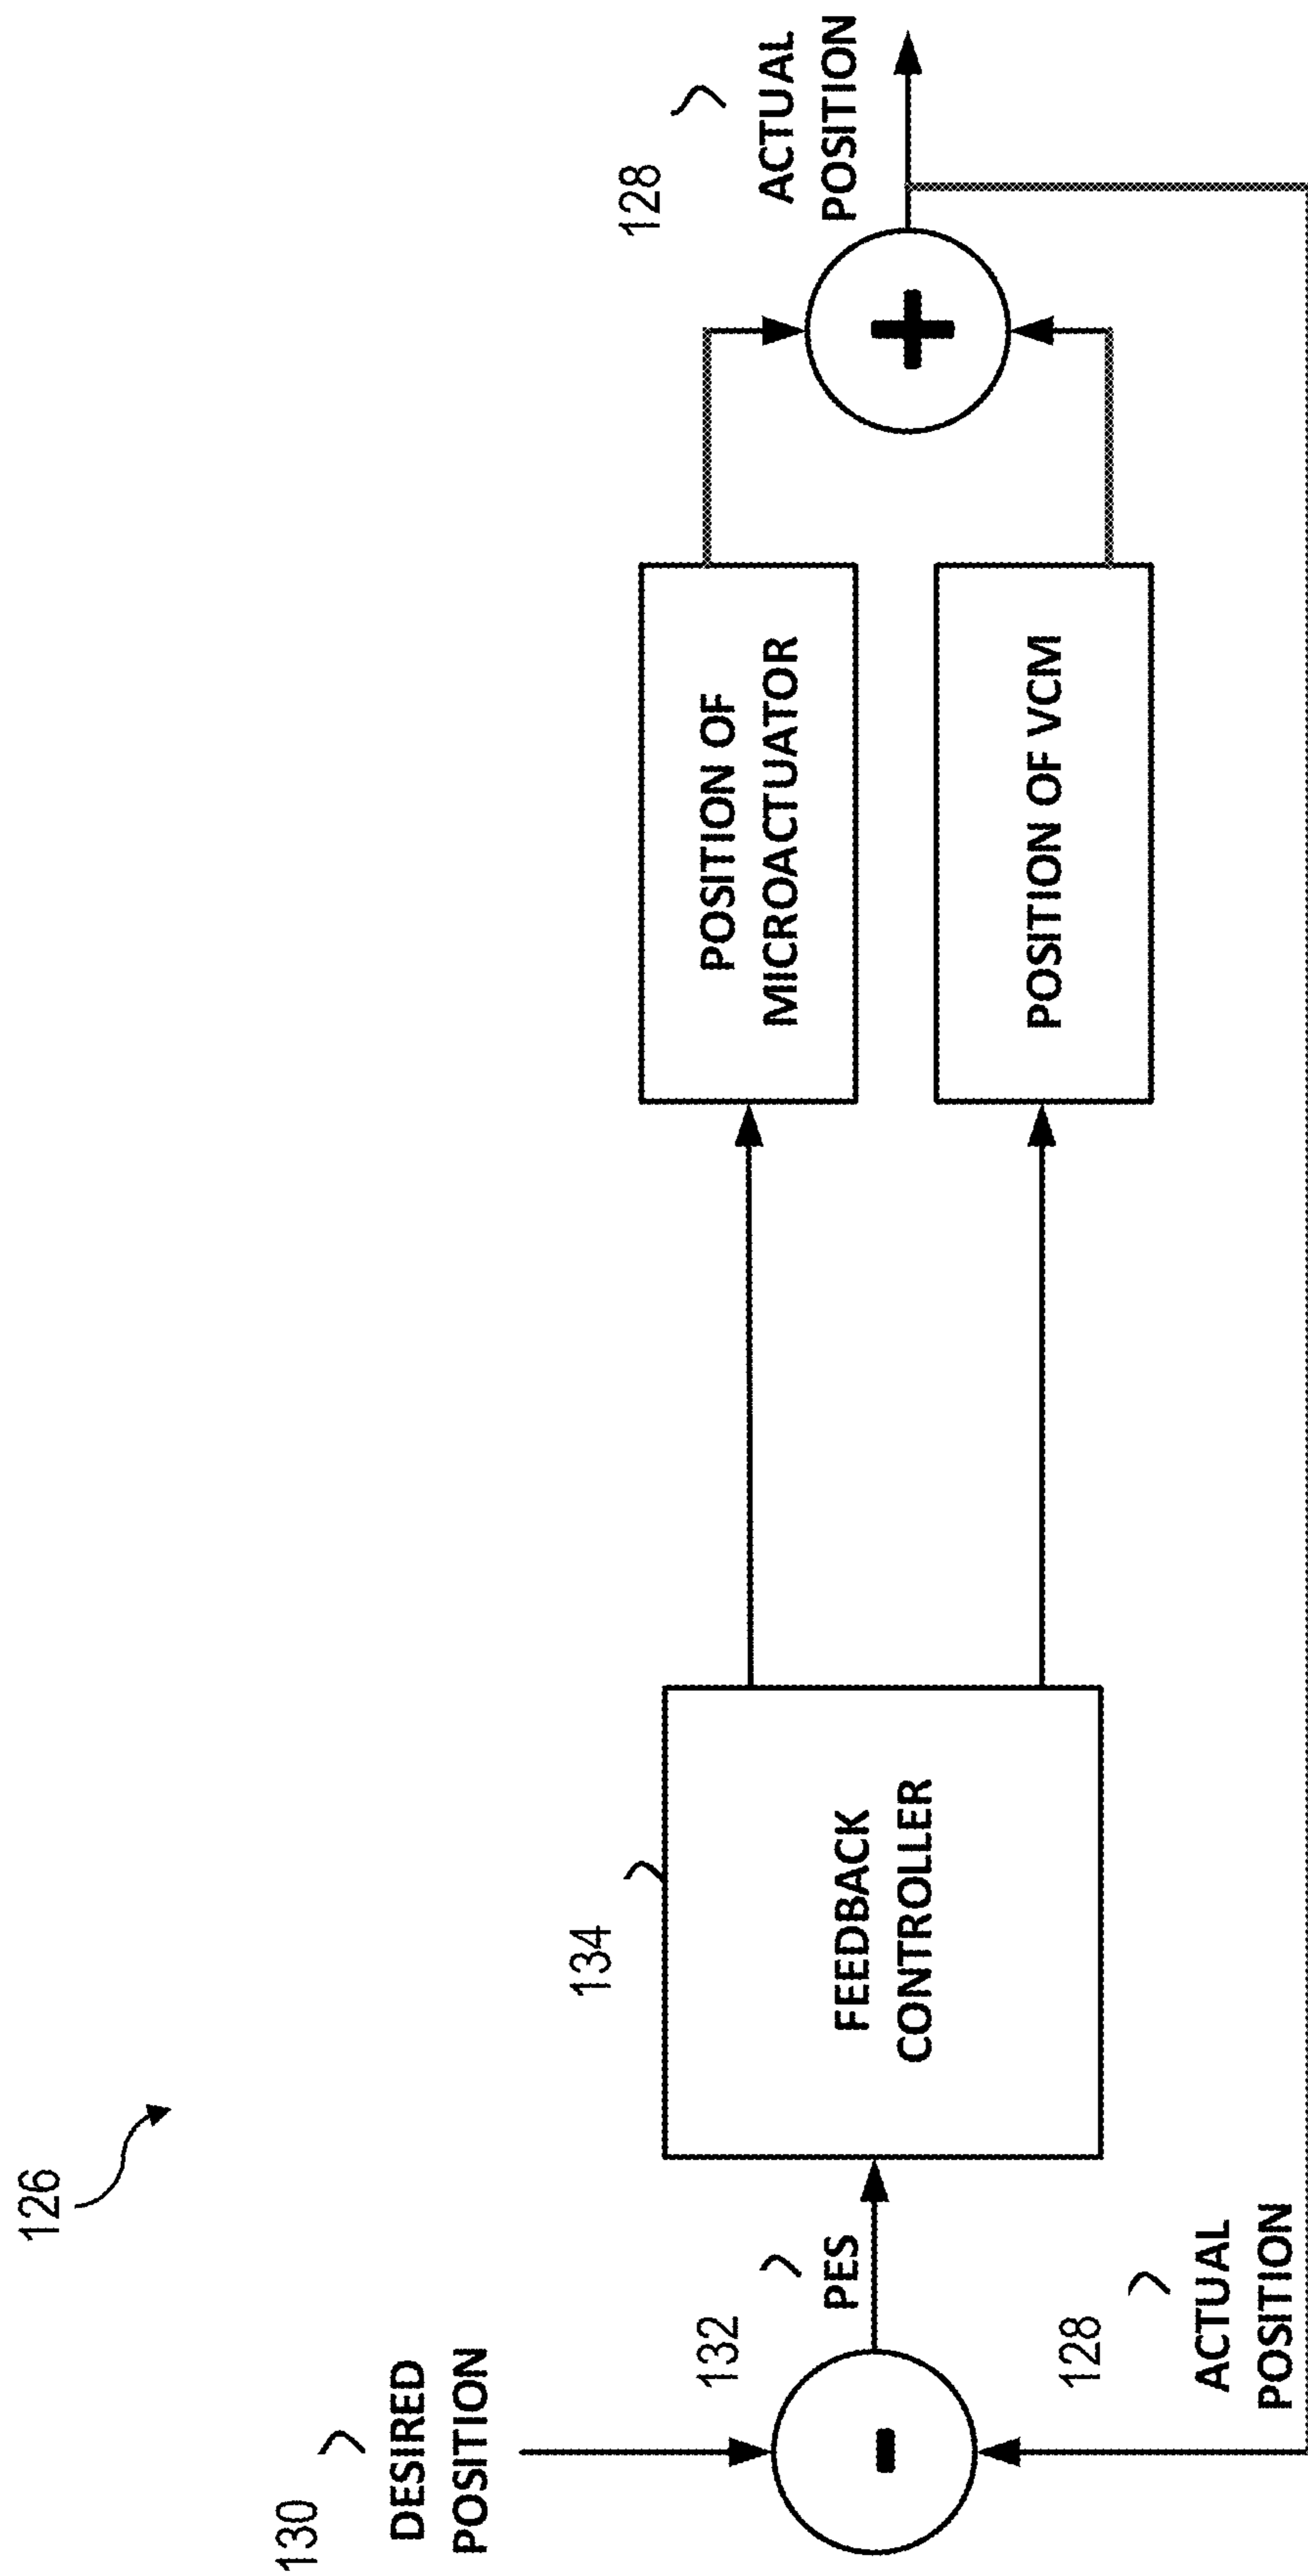 126
130
DESIRED
POSITION
132
PES
128
ACTUAL
POSITION
134
FEEDBACK
CONTROLLER
POSITION OF
MICROACTUATOR
POSITION OF VCM
128
ACTUAL
POSITION